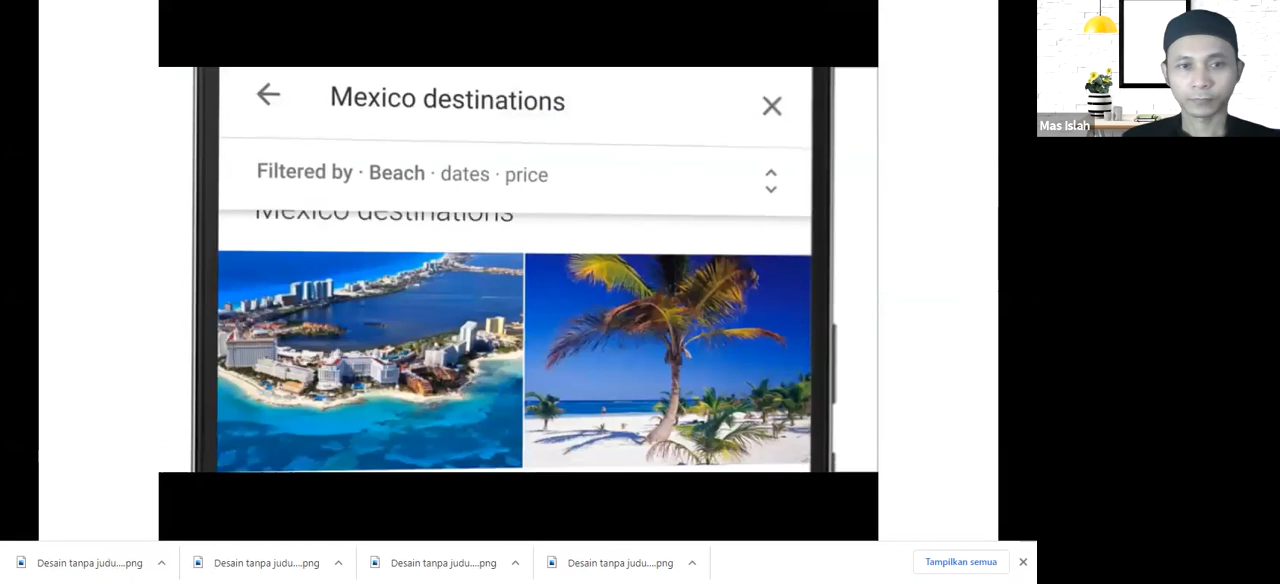 Mexico destinations
Filtered by · Beach · dates · price
Mexico destinations
Mas Islah
Desain tanpa judu....png
Desain tanpa judu....png
Desain tanpa judu....png
Desain tanpa judu....png
Tampilkan semua